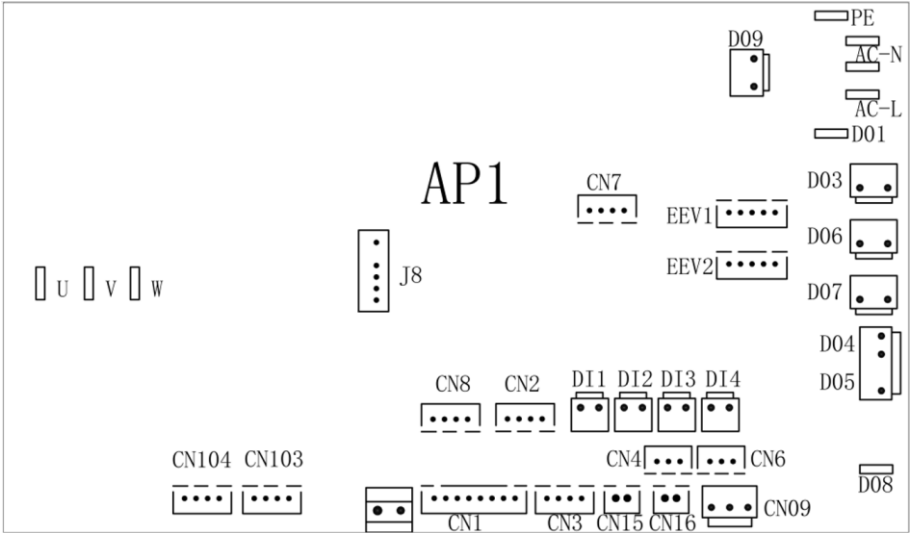 PE
D09
AC-N
AC-L
D01
AP1
CN7
D03
EEV1
D06
EEV2
J8
U V W
D07
D04
D05
CN8 CN2 DI1 DI2 DI3 DI4
CN104 CN103
CN4 CN6
D08
CN1 CN3 CN15 CN16 CN09